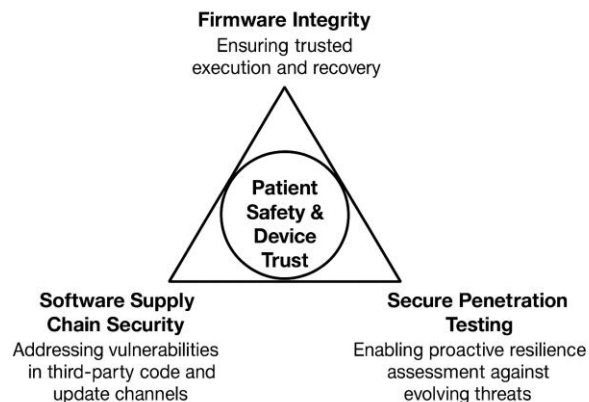 Firmware Integrity
Ensuring trusted
execution and recovery
Patient
Safety &
Device
Trust
Software Supply
Chain Security
Addressing vulnerabilities
in third-party code and
update channels
Secure Penetration
Testing
Enabling proactive resilience
assessment against
evolving threats